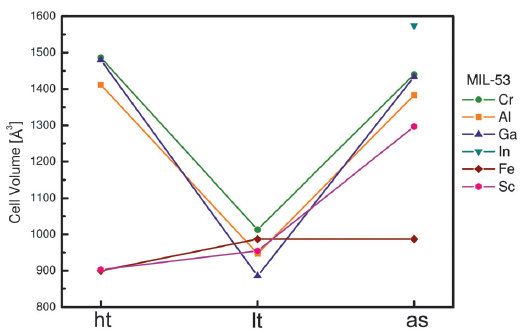 1600
1500
1400
1300
1200
1100
1000
900
800
Cell Volume [Å³]
ht
lt
as
MIL-53
Cr
Al
Ga
In
Fe
Sc